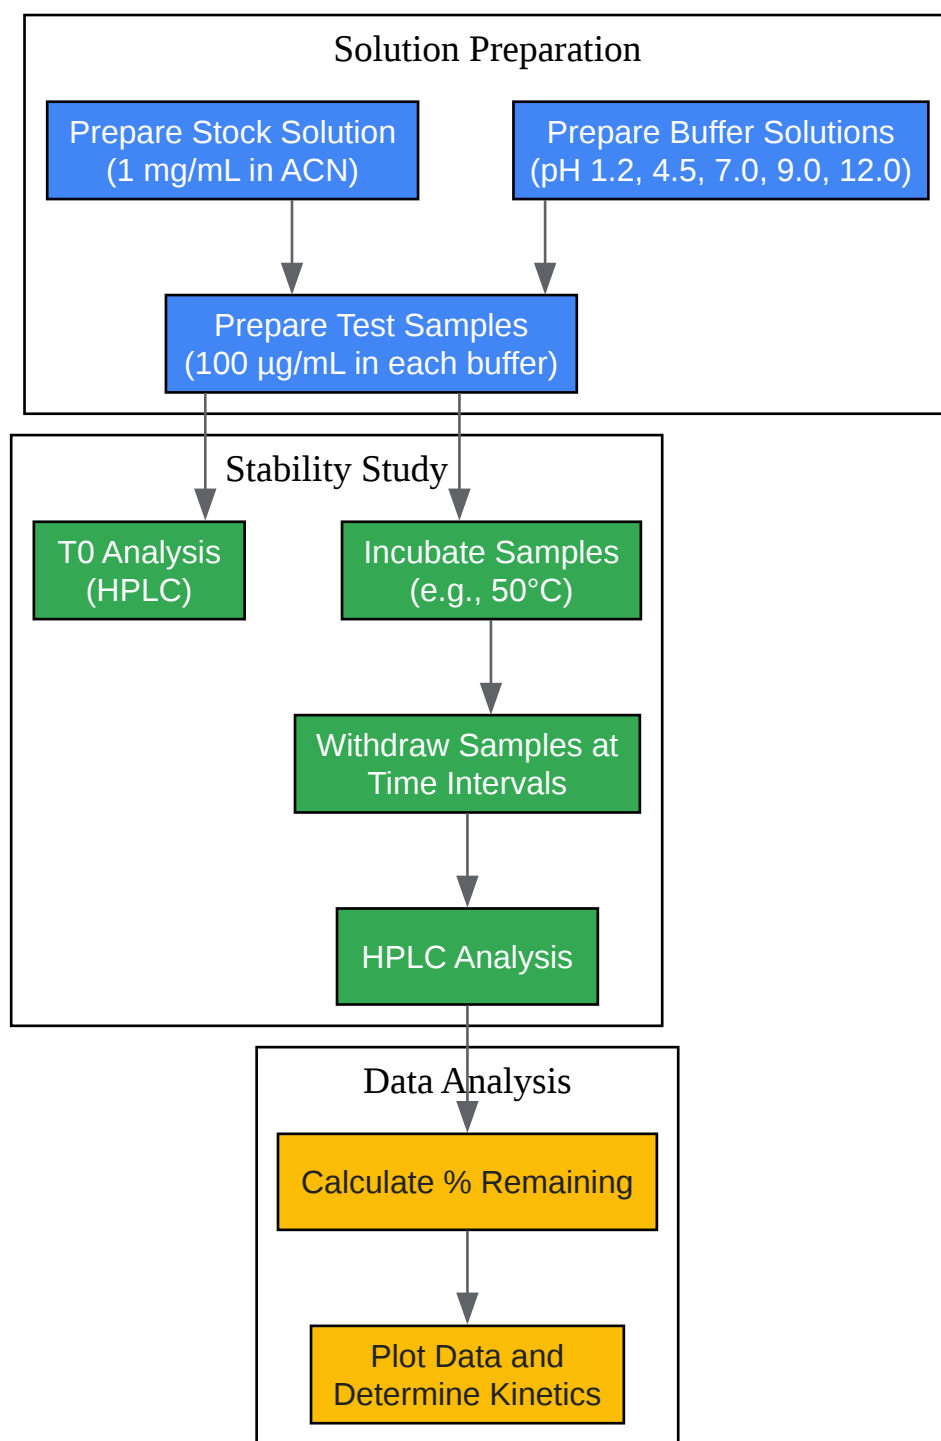 Solution Preparation
Prepare Stock Solution
(1 mg/mL in ACN)
Prepare Buffer Solutions
(pH 1.2, 4.5, 7.0, 9.0, 12.0)
Prepare Test Samples
(100 µg/mL in each buffer)
Stability Study
T0 Analysis
(HPLC)
Incubate Samples
(e.g., 50°C)
Withdraw Samples at
Time Intervals
HPLC Analysis
Data Analysis
Calculate % Remaining
Plot Data and
Determine Kinetics